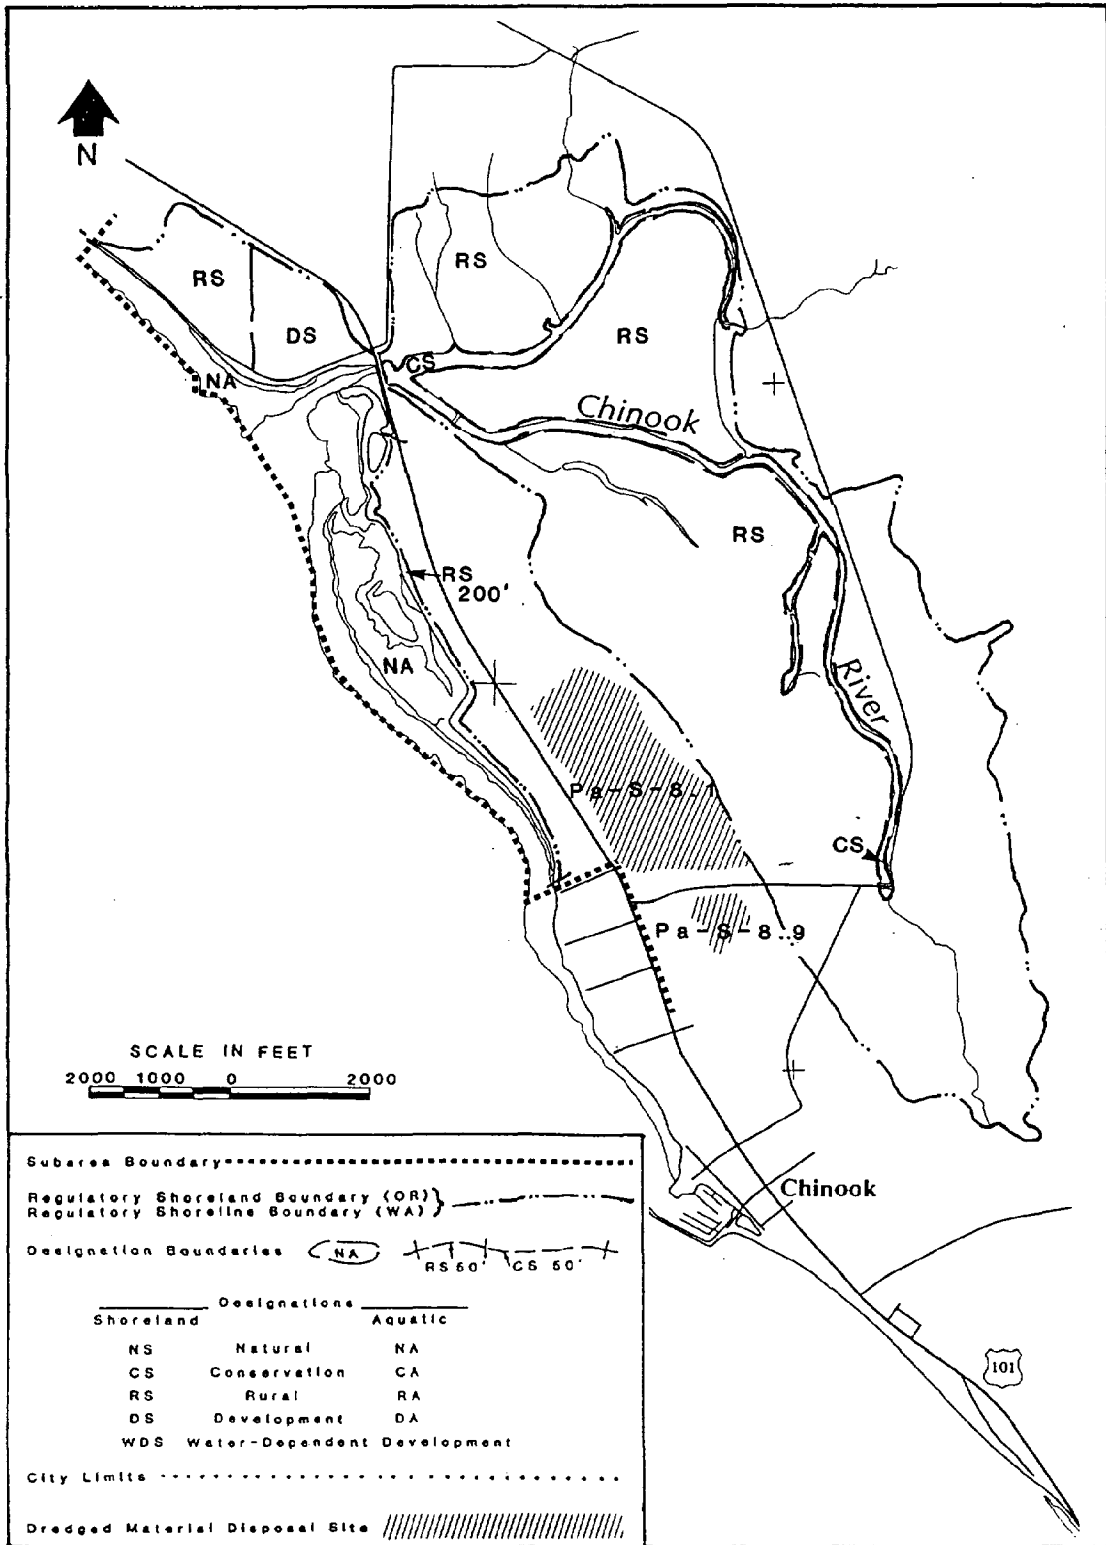 N
RS
DS
NA
RS
CS
RS
Chinook
RS
RS
200'
NA
River
Pa-S-8.1
CS
Pa-S-8.9
SCALE IN FEET
2000 1000 0 2000
Chinook
101
Subarea Boundary
Regulatory Shoreland Boundary (OR)
Regulatory Shoreline Boundary (WA)
Designation Boundaries NA RS 50' CS 50'
Designations
Shoreland Aquatic
NS Natural NA
CS Conservation CA
RS Rural RA
DS Development DA
WDS Water-Dependent Development
City Limits
Dredged Material Disposal Site